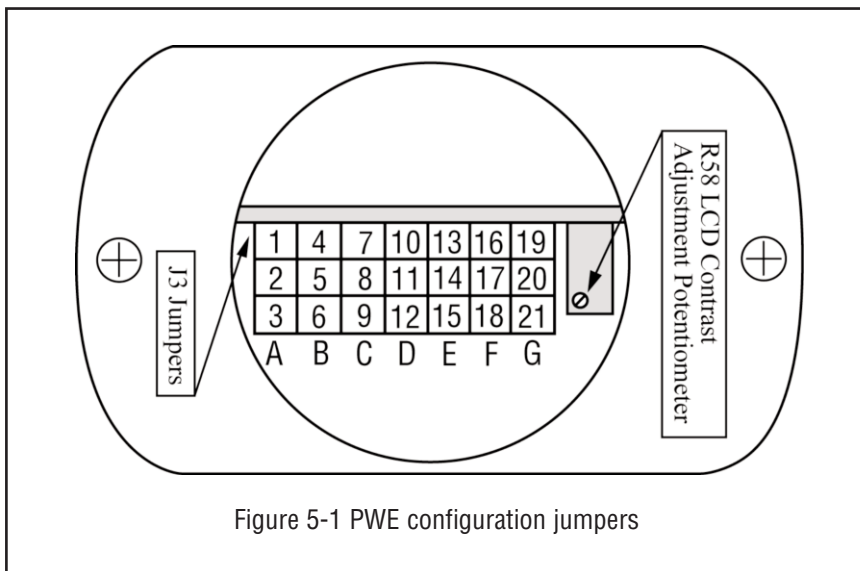 R58 LCD Contrast
Adjustment Potentiometer
J3 Jumpers
1 4 7 10 13 16 19
2 5 8 11 14 17 20
3 6 9 12 15 18 21
A B C D E F G
Figure 5-1 PWE configuration jumpers